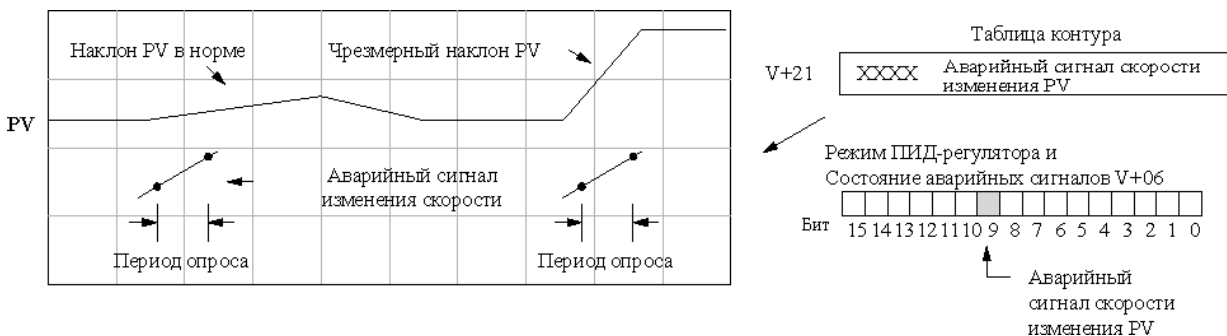 Наклон PV в норме
Чрезмерный наклон PV
PV
Аварийный сигнал
изменения скорости
Период опроса
Период опроса
Таблица контура
V+21
XXXX
Аварийный сигнал скорости
изменения PV
Режим ПИД-регулятора и
Состояние аварийных сигналов V+06
Бит
15 14 13 12 11 10 9 8 7 6 5 4 3 2 1 0
Аварийный
сигнал скорости
изменения PV